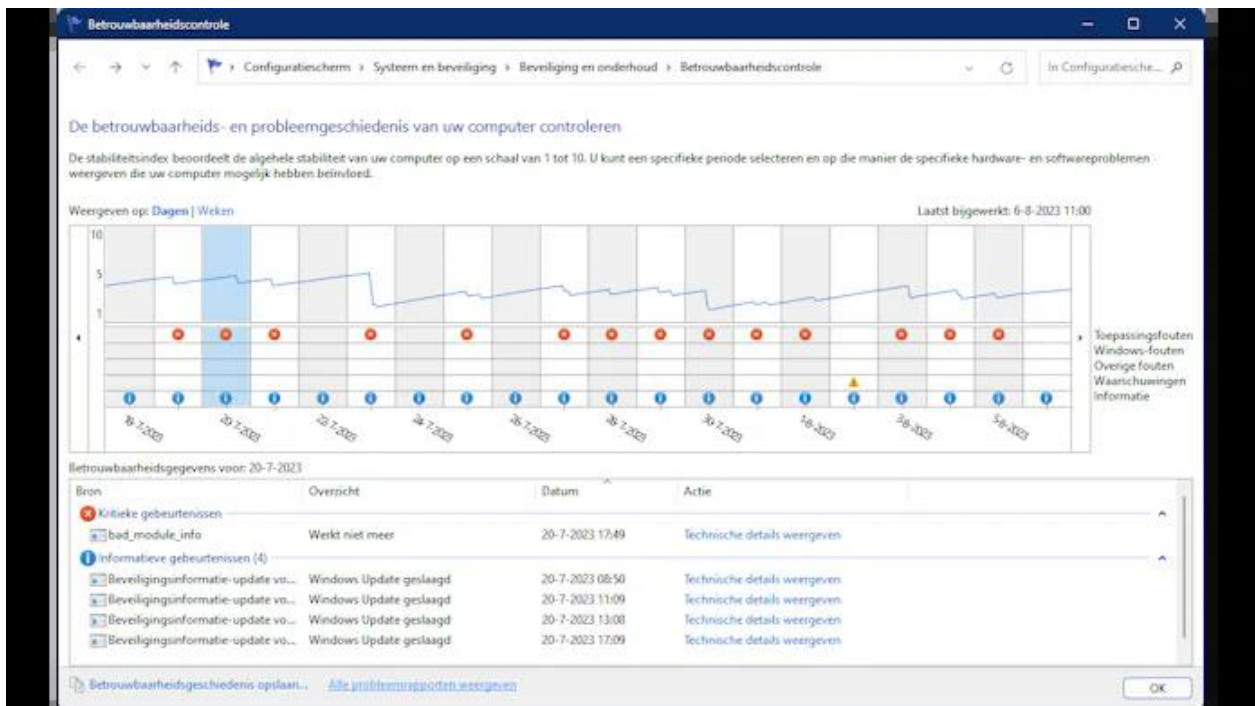 Betrouwbaarheidscontrole
Configuratiescherm > Systeem en beveiliging > Beveiliging en onderhoud > Betrouwbaarheidscontrole
In Configuratiesche...
De betrouwbaarheids- en probleemgeschiedenis van uw computer controleren
De stabiliteitsindex beoordeelt de algehele stabiliteit van uw computer op een schaal van 1 tot 10. U kunt een specifieke periode selecteren en op die manier de specifieke hardware- en softwareproblemen
weergeven die uw computer mogelijk hebben beïnvloed.
Weergeven op: Dagen | Weken
Laatst bijgewerkt: 6-8-2023 11:00
10
5
1
Toepassingsfouten
Windows-fouten
Overige fouten
Waarschuwingen
Informatie
18-7-2023 20-7-2023 22-7-2023 24-7-2023 26-7-2023 28-7-2023 30-7-2023 1-8-2023 3-8-2023 5-8-2023
Betrouwbaarheidsgegevens voor: 20-7-2023
Bron Overzicht Datum Actie
Kritieke gebeurtenissen
bad_module_info Werkt niet meer 20-7-2023 17:49 Technische details weergeven
Informatieve gebeurtenissen (4)
Beveiligingsinformatie-update vo... Windows Update geslaagd 20-7-2023 08:50 Technische details weergeven
Beveiligingsinformatie-update vo... Windows Update geslaagd 20-7-2023 11:09 Technische details weergeven
Beveiligingsinformatie-update vo... Windows Update geslaagd 20-7-2023 13:08 Technische details weergeven
Beveiligingsinformatie-update vo... Windows Update geslaagd 20-7-2023 17:09 Technische details weergeven
Betrouwbaarheidsgeschiedenis opslaan... Alle probleemrapporten weergeven
OK